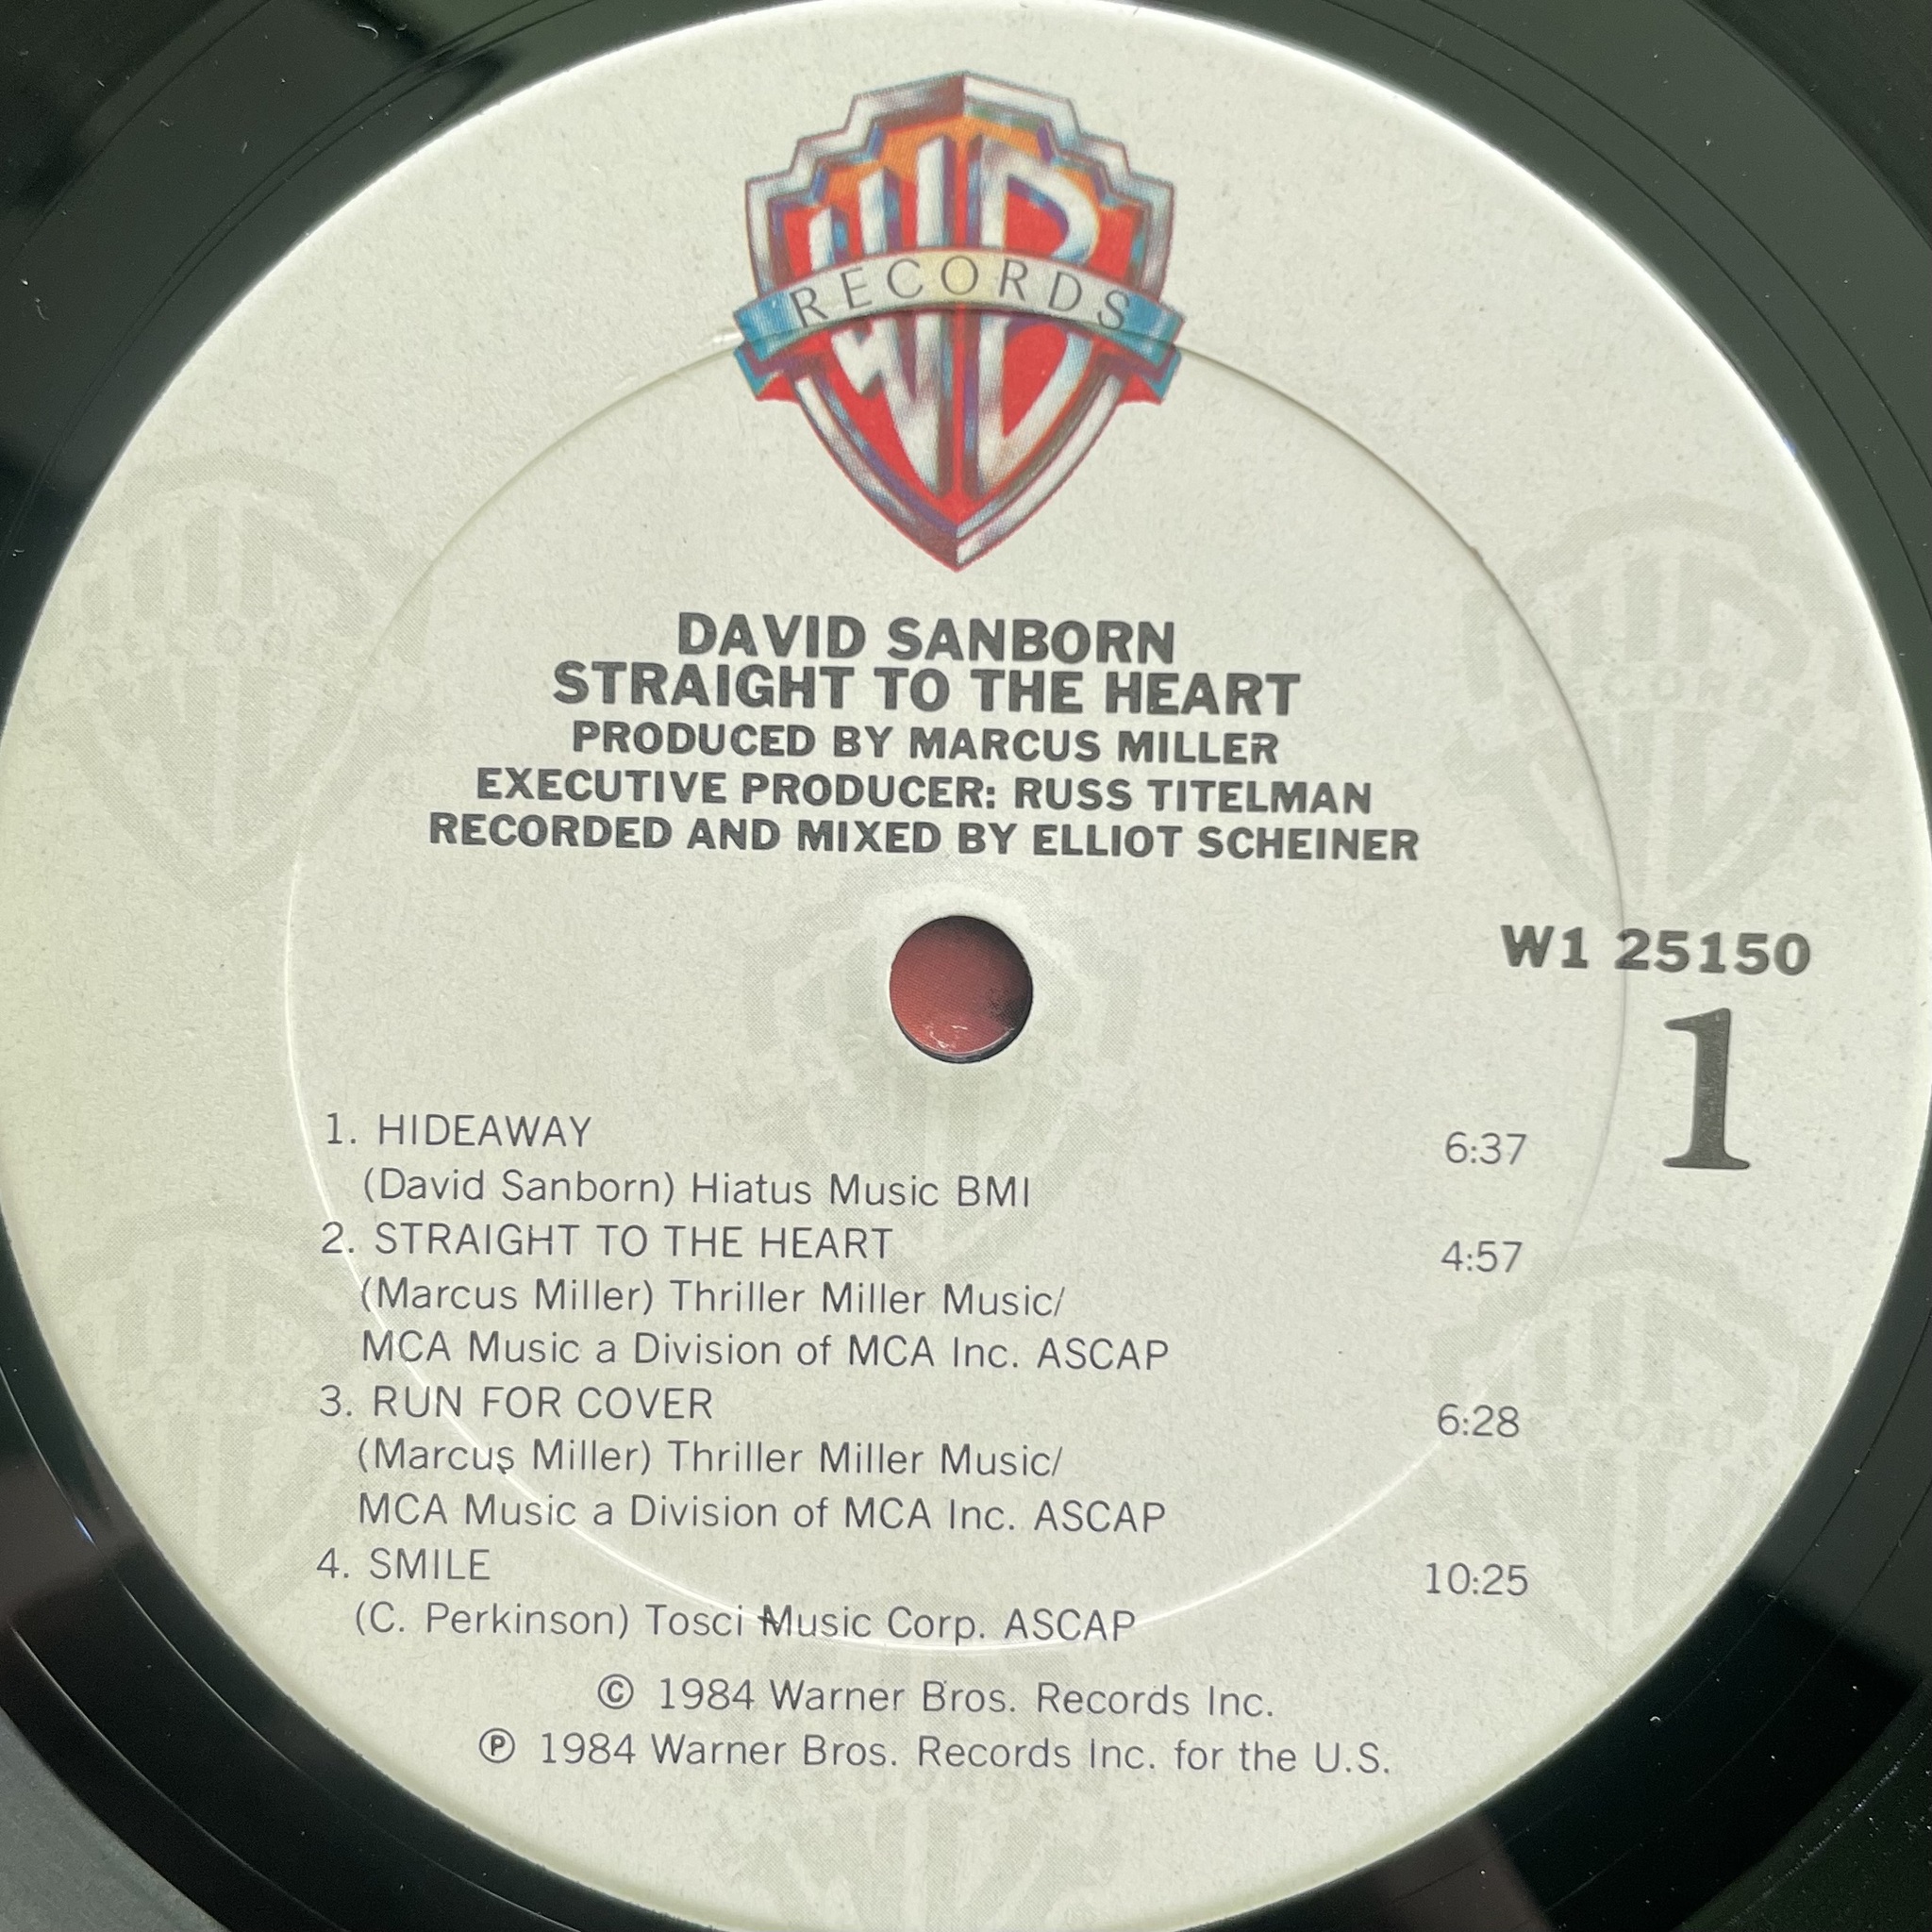 WB
RECORDS
DAVID SANBORN
STRAIGHT TO THE HEART
PRODUCED BY MARCUS MILLER
EXECUTIVE PRODUCER: RUSS TITELMAN
RECORDED AND MIXED BY ELLIOT SCHEINER
W1 25150
1
1. HIDEAWAY 6:37
(David Sanborn) Hiatus Music BMI
2. STRAIGHT TO THE HEART 4:57
(Marcus Miller) Thriller Miller Music/
MCA Music a Division of MCA Inc. ASCAP
3. RUN FOR COVER 6:28
(Marcus Miller) Thriller Miller Music/
MCA Music a Division of MCA Inc. ASCAP
4. SMILE 10:25
(C. Perkinson) Tosci Music Corp. ASCAP
© 1984 Warner Bros. Records Inc.
℗ 1984 Warner Bros. Records Inc. for the U.S.